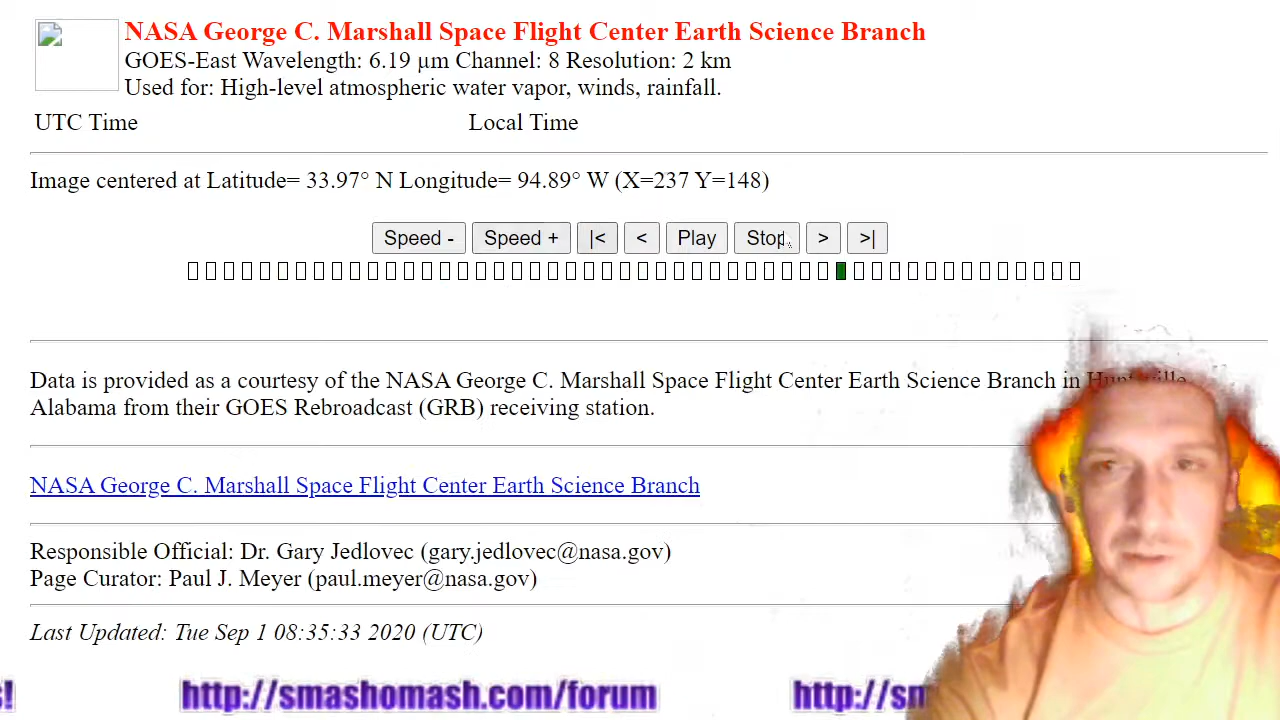 NASA George C. Marshall Space Flight Center Earth Science Branch
GOES-East Wavelength: 6.19 µm Channel: 8 Resolution: 2 km
Used for: High-level atmospheric water vapor, winds, rainfall.
UTC Time Local Time
Image centered at Latitude= 33.97° N Longitude= 94.89° W (X=237 Y=148)
Speed - Speed + |< < Play Stop > >|
Data is provided as a courtesy of the NASA George C. Marshall Space Flight Center Earth Science Branch in Huntsville
Alabama from their GOES Rebroadcast (GRB) receiving station.
NASA George C. Marshall Space Flight Center Earth Science Branch
Responsible Official: Dr. Gary Jedlovec (gary.jedlovec@nasa.gov)
Page Curator: Paul J. Meyer (paul.meyer@nasa.gov)
Last Updated: Tue Sep 1 08:35:33 2020 (UTC)
http://smashomash.com/forum